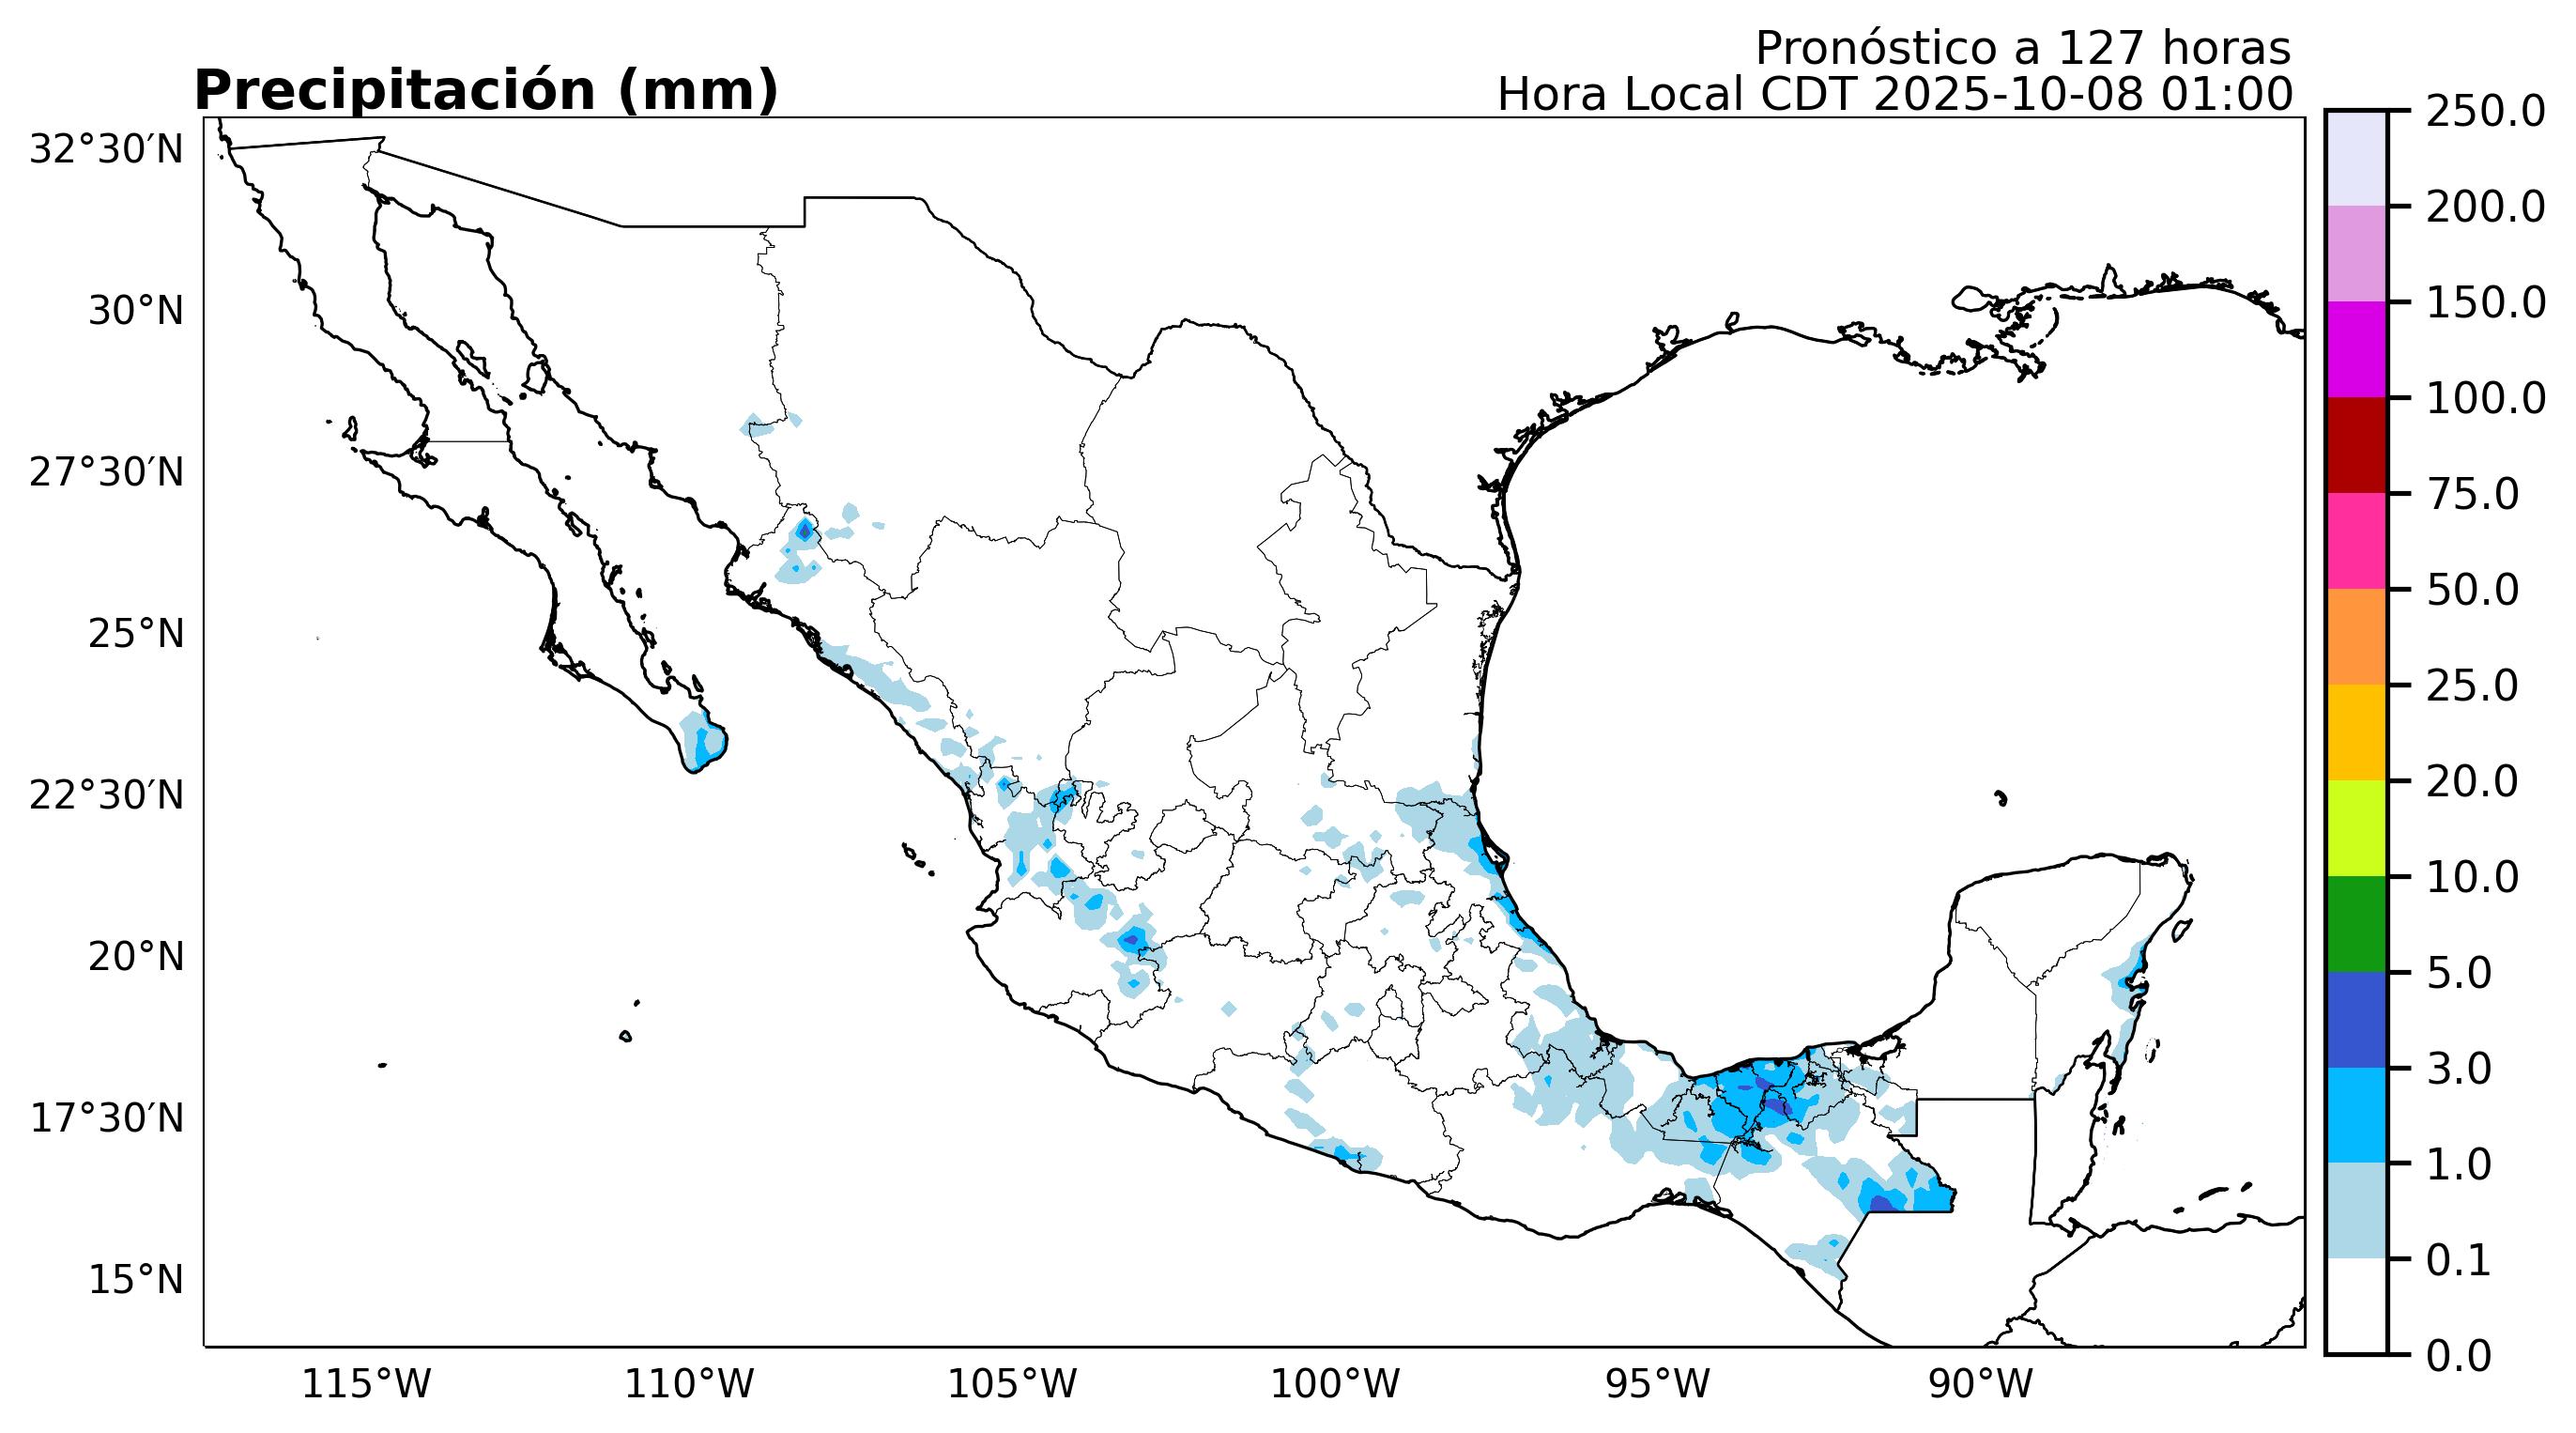 Pronóstico a 127 horas
Precipitación (mm)
Hora Local CDT 2025-10-08 01:00
32°30′N
30°N
27°30′N
25°N
22°30′N
20°N
17°30′N
15°N
115°W
110°W
105°W
100°W
95°W
90°W
250.0
200.0
150.0
100.0
75.0
50.0
25.0
20.0
10.0
5.0
3.0
1.0
0.1
0.0